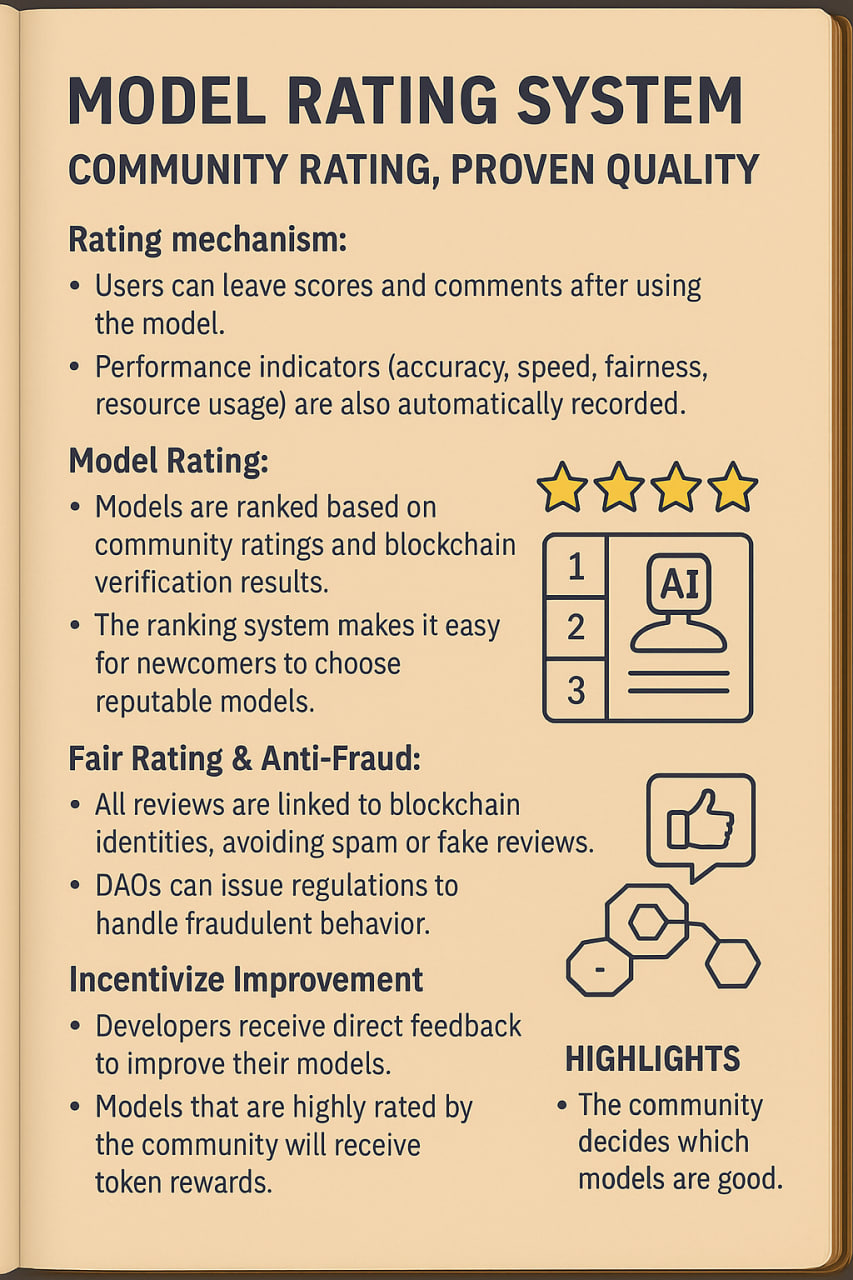 MODEL RATING SYSTEM
COMMUNITY RATING, PROVEN QUALITY
Rating mechanism:
• Users can leave scores and comments after using
the model.
• Performance indicators (accuracy, speed, fairness,
resource usage) are also automatically recorded.
Model Rating:
• Models are ranked based on
community ratings and blockchain
verification results.
• The ranking system makes it easy
for newcomers to choose
reputable models.
1
2
3
AI
Fair Rating & Anti-Fraud:
• All reviews are linked to blockchain
identities, avoiding spam or fake reviews.
• DAOs can issue regulations to
handle fraudulent behavior.
Incentivize Improvement
• Developers receive direct feedback
to improve their models.
• Models that are highly rated by
the community will receive
token rewards.
HIGHLIGHTS
• The community
decides which
models are good.